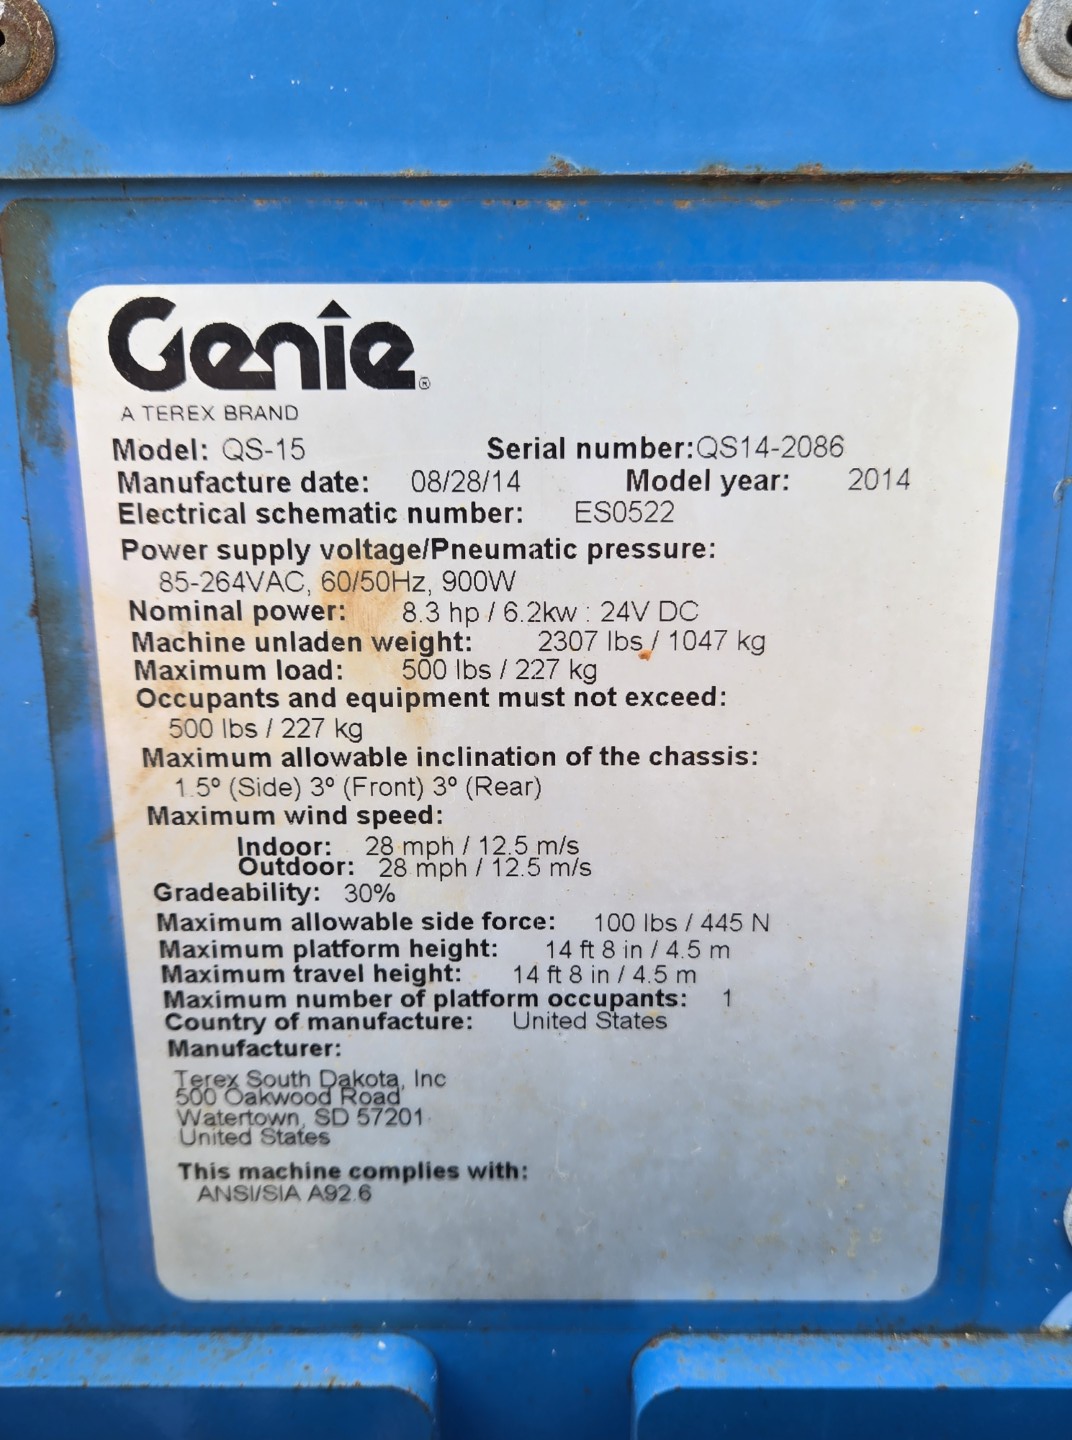 Genie®
A TEREX BRAND
Model: QS-15 Serial number:QS14-2086
Manufacture date: 08/28/14 Model year: 2014
Electrical schematic number: ES0522
Power supply voltage/Pneumatic pressure:
85-264VAC, 60/50Hz, 900W
Nominal power: 8.3 hp / 6.2kw : 24V DC
Machine unladen weight: 2307 lbs / 1047 kg
Maximum load: 500 lbs / 227 kg
Occupants and equipment must not exceed:
500 lbs / 227 kg
Maximum allowable inclination of the chassis:
1.5º (Side) 3º (Front) 3º (Rear)
Maximum wind speed:
Indoor: 28 mph / 12.5 m/s
Outdoor: 28 mph / 12.5 m/s
Gradeability: 30%
Maximum allowable side force: 100 lbs / 445 N
Maximum platform height: 14 ft 8 in / 4.5 m
Maximum travel height: 14 ft 8 in / 4.5 m
Maximum number of platform occupants: 1
Country of manufacture: United States
Manufacturer:
Terex South Dakota, Inc
500 Oakwood Road
Watertown, SD 57201
United States
This machine complies with:
ANSI/SIA A92.6